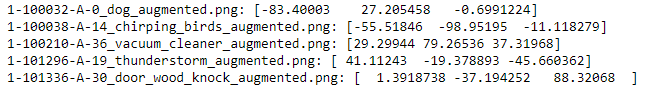 1-100032-A-0_dog_augmented.png: [-83.40003    27.205458   -0.6991224]
1-100038-A-14_chirping_birds_augmented.png: [-55.51846  -98.95195  -11.118279]
1-100210-A-36_vacuum_cleaner_augmented.png: [29.29944 79.26536 37.31968]
1-101296-A-19_thunderstorm_augmented.png: [ 41.11243  -19.378893 -45.660362]
1-101336-A-30_door_wood_knock_augmented.png: [  1.3918738 -37.194252   88.32068  ]